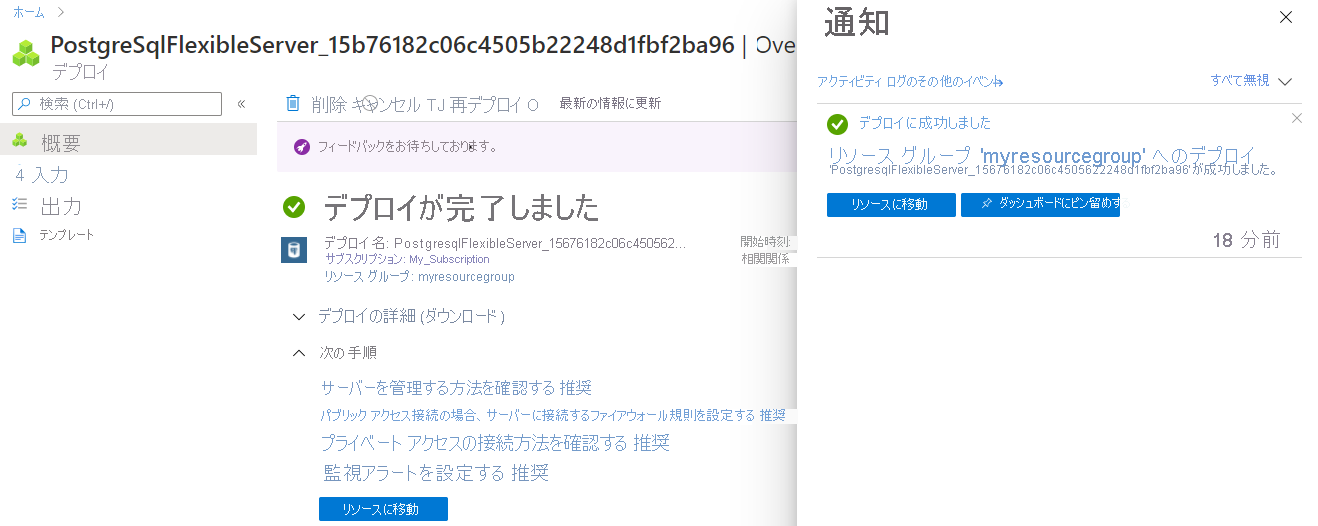 ホーム
PostgreSqlFlexibleServer_15b76182c06c4505b22248d1fbf2ba96 | Ove
デプロイ
検索 (Ctrl+/)
«
概要
4 入力
出力
テンプレート
削除 キャンセル TJ 再デプロイ O 最新の情報に更新
フィードバックをお待ちしております。
デプロイが完了しました
デプロイ名: PostgresqlFlexibleServer_15676182c06c450562...
サブスクリプション: My_Subscription
リソース グループ: myresourcegroup
開始時刻:
相関関係
デプロイの詳細 (ダウンロード)
次の手順
サーバーを管理する方法を確認する 推奨
パブリック アクセス接続の場合、サーバーに接続するファイアウォール規則を設定する 推奨
プライベート アクセスの接続方法を確認する 推奨
監視アラートを設定する 推奨
リソースに移動
通知
アクティビティ ログのその他のイベント
すべて無視
デプロイに成功しました
リソース グループ 'myresourcegroup' へのデプロイ
'PostgresqlFlexibleServer_15676182c06c4505622248d1fbf2ba96'が成功しました。
リソースに移動
ダッシュボードにピン留めする
18 分前